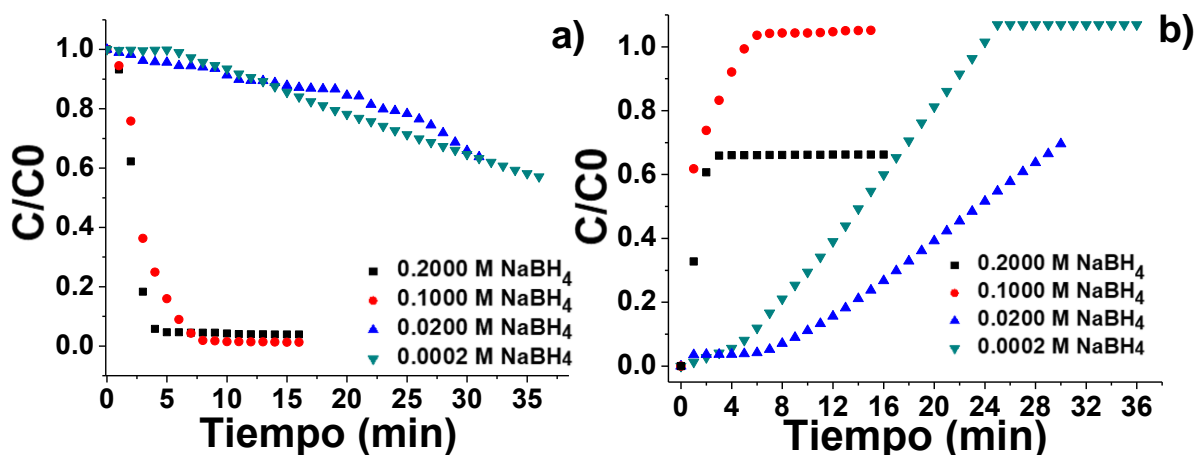 a)
C/C0
1.0
0.8
0.6
0.4
0.2
0.0
0.2000 M NaBH4
0.1000 M NaBH4
0.0200 M NaBH4
0.0002 M NaBH4
0 5 10 15 20 25 30 35
Tiempo (min)
b)
C/C0
1.0
0.8
0.6
0.4
0.2
0.0
0.2000 M NaBH4
0.1000 M NaBH4
0.0200 M NaBH4
0.0002 M NaBH4
0 4 8 12 16 20 24 28 32 36
Tiempo (min)